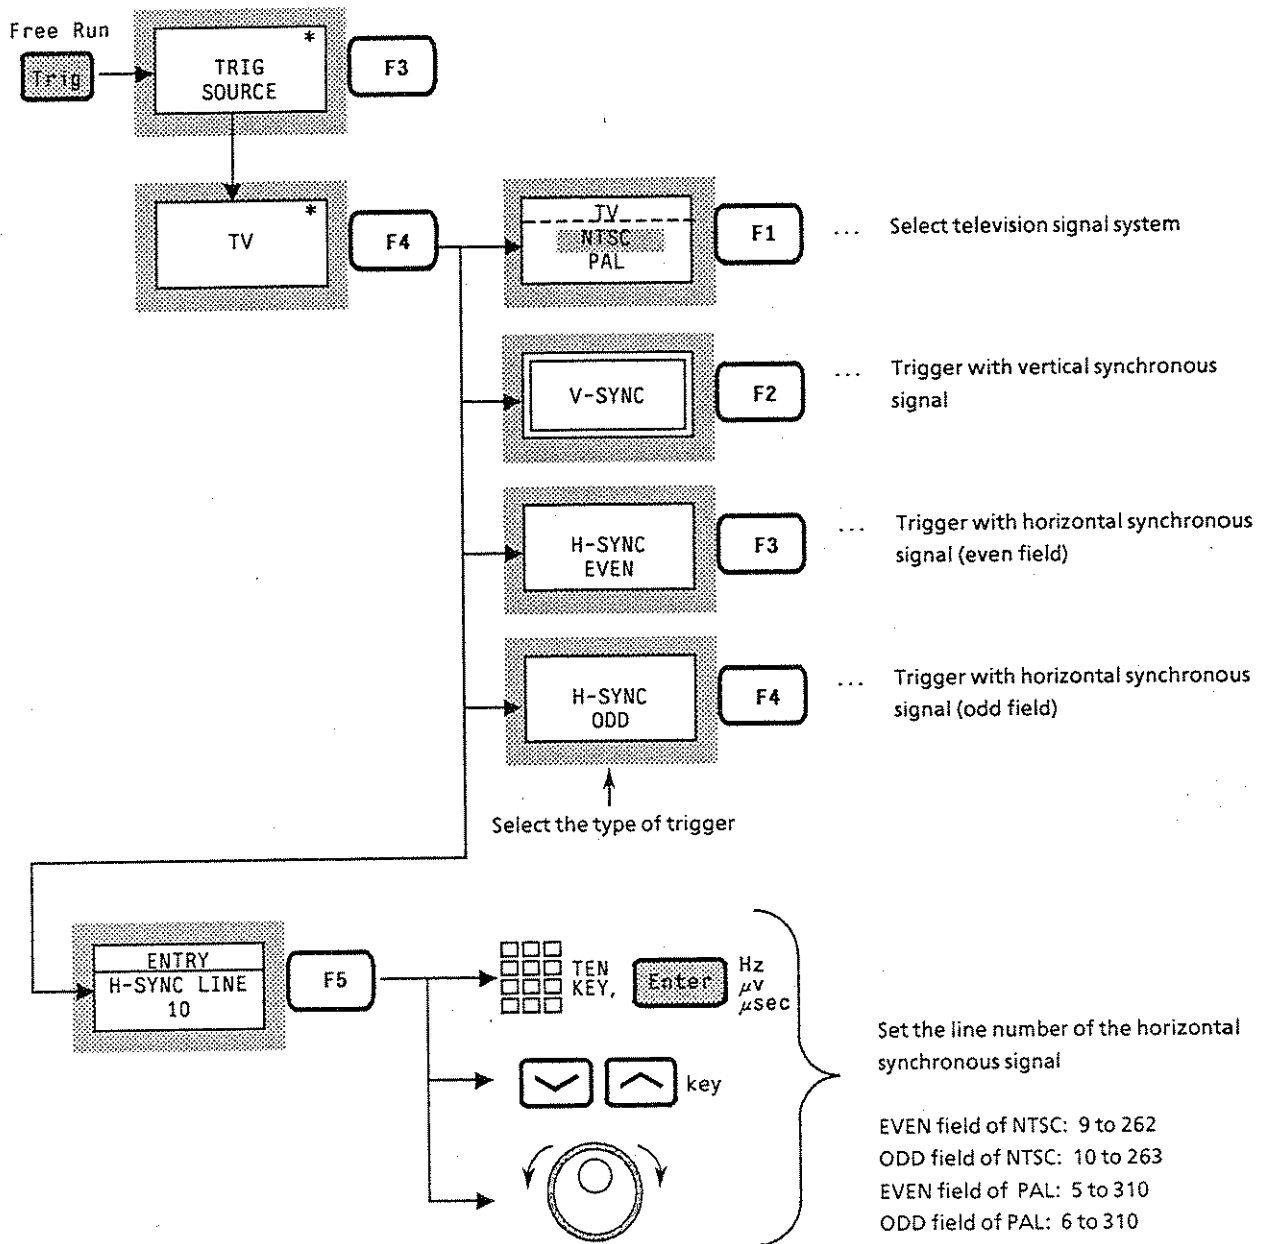 Free Run
Trig
*
TRIG
SOURCE
F3
*
TV
F4
TV
NTSC
PAL
F1
... Select television signal system
V-SYNC
F2
... Trigger with vertical synchronous
signal
H-SYNC
EVEN
F3
... Trigger with horizontal synchronous
signal (even field)
H-SYNC
ODD
F4
... Trigger with horizontal synchronous
signal (odd field)
Select the type of trigger
ENTRY
H-SYNC LINE
10
F5
TEN
KEY,
Enter
Hz
μv
μsec
key
Set the line number of the horizontal
synchronous signal
EVEN field of NTSC: 9 to 262
ODD field of NTSC: 10 to 263
EVEN field of PAL: 5 to 310
ODD field of PAL: 6 to 310